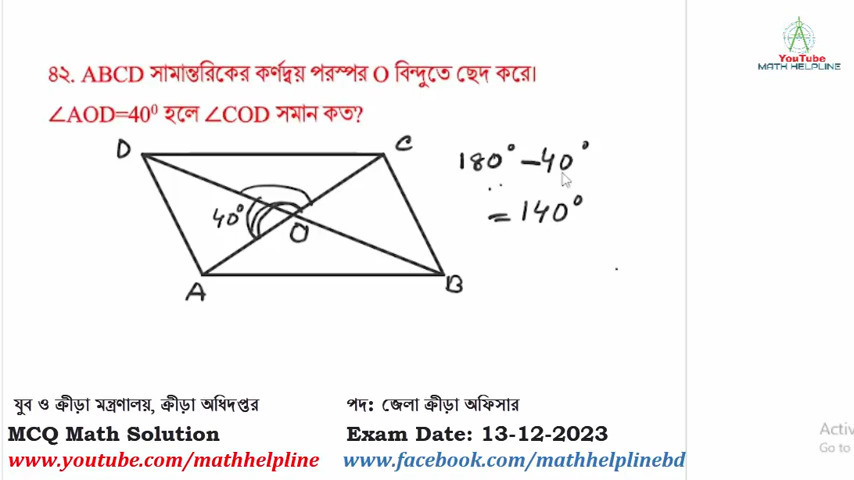 YouTube
MATH HELPLINE
৪২. ABCD সামান্তরিকের কর্ণদ্বয় পরস্পর O বিন্দুতে ছেদ করে।
∠AOD=40⁰ হলে ∠COD সমান কত?
D
C
180° - 40°
40°
= 140°
O
A
B
যুব ও ক্রীড়া মন্ত্রণালয়, ক্রীড়া অধিদপ্তর
পদ: জেলা ক্রীড়া অফিসার
MCQ Math Solution
Exam Date: 13-12-2023
www.youtube.com/mathhelpline
www.facebook.com/mathhelplinebd
Activ
Go to